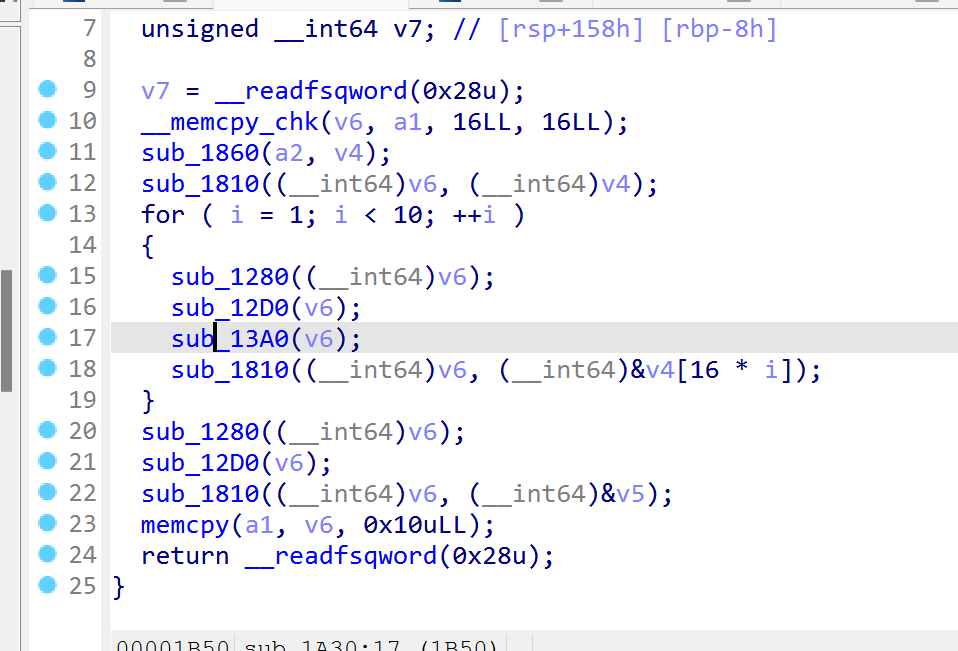 7 unsigned __int64 v7; // [rsp+158h] [rbp-8h]
8
9 v7 = __readfsqword(0x28u);
10 __memcpy_chk(v6, a1, 16LL, 16LL);
11 sub_1860(a2, v4);
12 sub_1810((__int64)v6, (__int64)v4);
13 for ( i = 1; i < 10; ++i )
14 {
15 sub_1280((__int64)v6);
16 sub_12D0(v6);
17 sub_13A0(v6);
18 sub_1810((__int64)v6, (__int64)&v4[16 * i]);
19 }
20 sub_1280((__int64)v6);
21 sub_12D0(v6);
22 sub_1810((__int64)v6, (__int64)&v5);
23 memcpy(a1, v6, 0x10uLL);
24 return __readfsqword(0x28u);
25 }
00001B50 sub_1A30:17 (1B50)